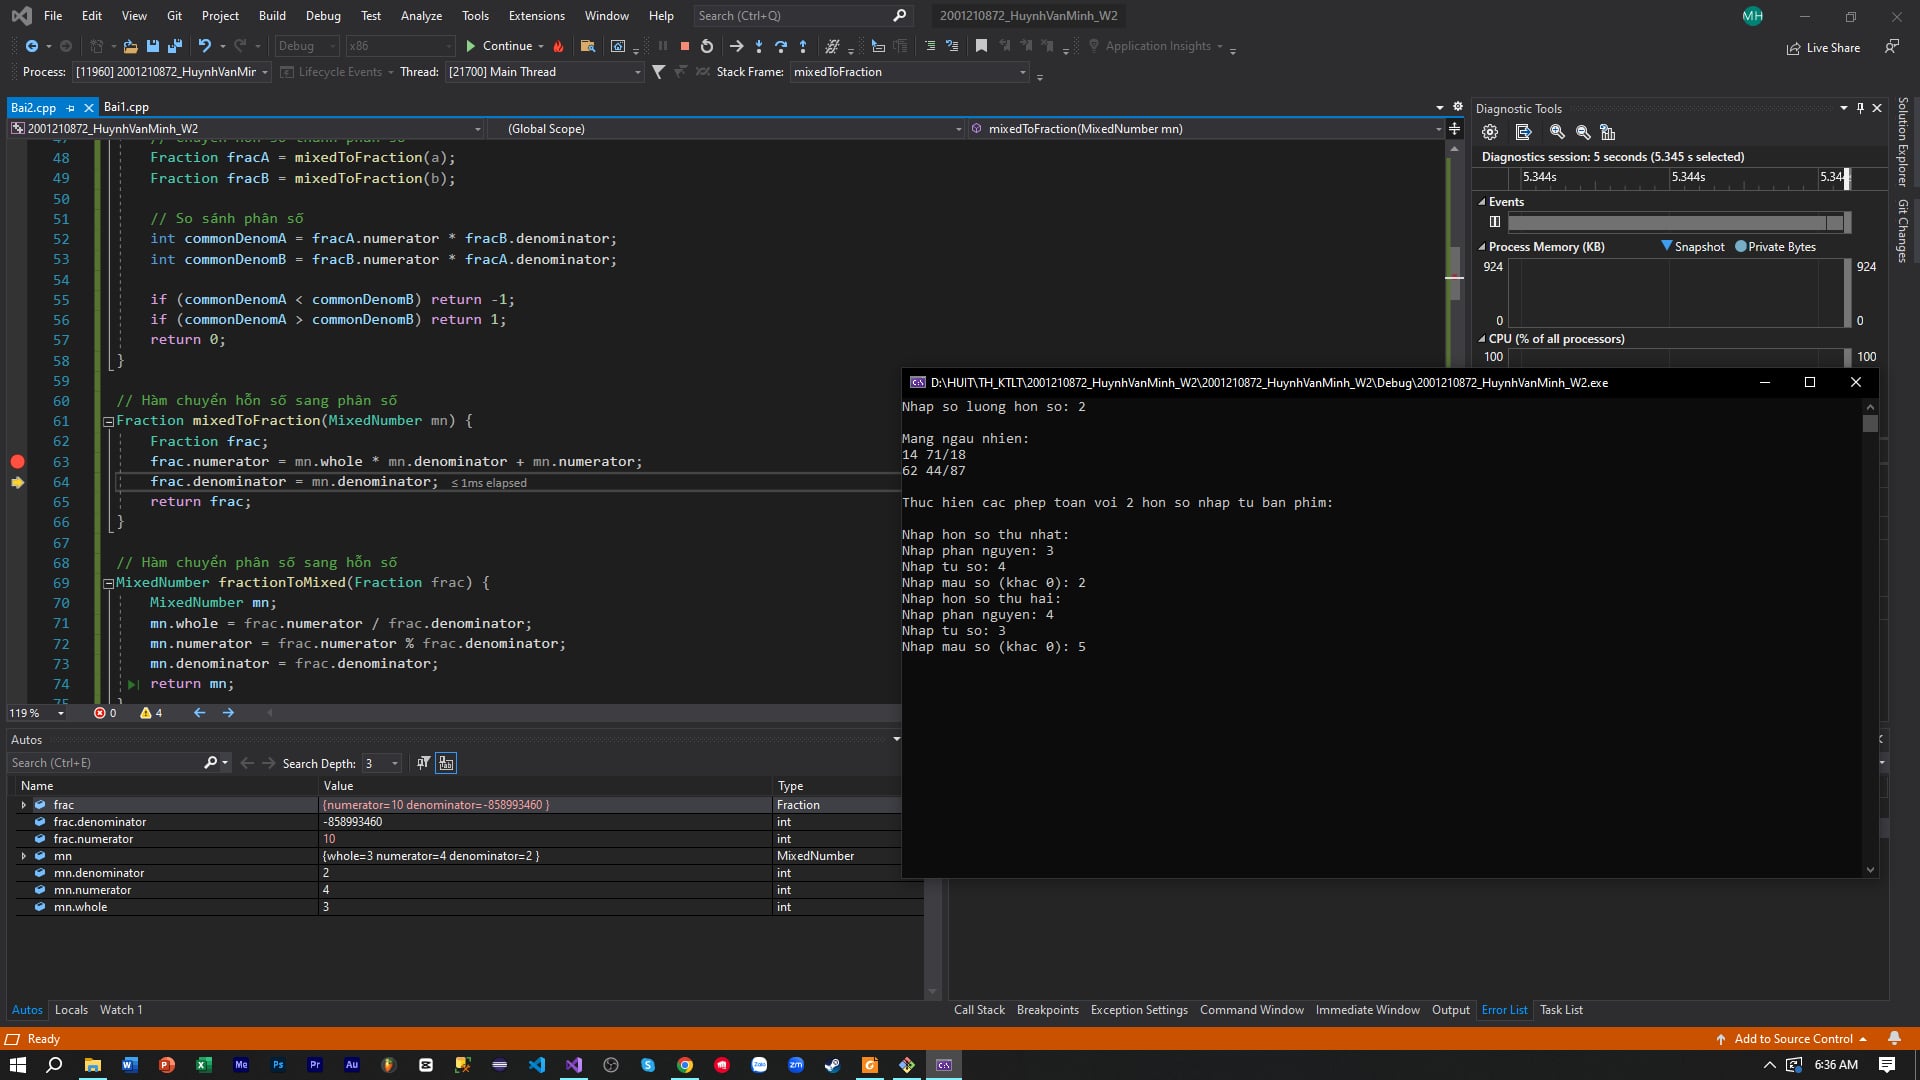 File Edit View Git Project Build Debug Test Analyze Tools Extensions Window Help Search (Ctrl+Q) 2001210872_HuynhVanMinh_W2 MH
Debug x86 Continue Application Insights Live Share
Process: [11960] 2001210872_HuynhVanMir Lifecycle Events Thread: [21700] Main Thread Stack Frame: mixedToFraction
Bai2.cpp Bai1.cpp
2001210872_HuynhVanMinh_W2 (Global Scope) mixedToFraction(MixedNumber mn)
47 // Chuyển hỗn số thành phân số
48 Fraction fracA = mixedToFraction(a);
49 Fraction fracB = mixedToFraction(b);
50
51 // So sánh phân số
52 int commonDenomA = fracA.numerator * fracB.denominator;
53 int commonDenomB = fracB.numerator * fracA.denominator;
54
55 if (commonDenomA < commonDenomB) return -1;
56 if (commonDenomA > commonDenomB) return 1;
57 return 0;
58 }
59
60 // Hàm chuyển hỗn số sang phân số
61 Fraction mixedToFraction(MixedNumber mn) {
62 Fraction frac;
63 frac.numerator = mn.whole * mn.denominator + mn.numerator;
64 frac.denominator = mn.denominator; ≤ 1ms elapsed
65 return frac;
66 }
67
68 // Hàm chuyển phân số sang hỗn số
69 MixedNumber fractionToMixed(Fraction frac) {
70 MixedNumber mn;
71 mn.whole = frac.numerator / frac.denominator;
72 mn.numerator = frac.numerator % frac.denominator;
73 mn.denominator = frac.denominator;
74 return mn;
75 }
119 % 0 4
Diagnostic Tools
Diagnostics session: 5 seconds (5.345 s selected)
5.344s 5.344s 5.344
Events
Process Memory (KB) Snapshot Private Bytes
924 924
0 0
CPU (% of all processors)
100 100
Solution Explorer
Git Changes
D:\HUIT\TH_KTLT\2001210872_HuynhVanMinh_W2\2001210872_HuynhVanMinh_W2\Debug\2001210872_HuynhVanMinh_W2.exe
Nhap so luong hon so: 2
Mang ngau nhien:
14 71/18
62 44/87
Thuc hien cac phep toan voi 2 hon so nhap tu ban phim:
Nhap hon so thu nhat:
Nhap phan nguyen: 3
Nhap tu so: 4
Nhap mau so (khac 0): 2
Nhap hon so thu hai:
Nhap phan nguyen: 4
Nhap tu so: 3
Nhap mau so (khac 0): 5
Autos
Search (Ctrl+E) Search Depth: 3
Name Value Type
frac {numerator=10 denominator=-858993460 } Fraction
frac.denominator -858993460 int
frac.numerator 10 int
mn {whole=3 numerator=4 denominator=2 } MixedNumber
mn.denominator 2 int
mn.numerator 4 int
mn.whole 3 int
Autos Locals Watch 1
Call Stack Breakpoints Exception Settings Command Window Immediate Window Output Error List Task List
Ready Add to Source Control
Me Ps Pr Au Zalo zm 6:36 AM